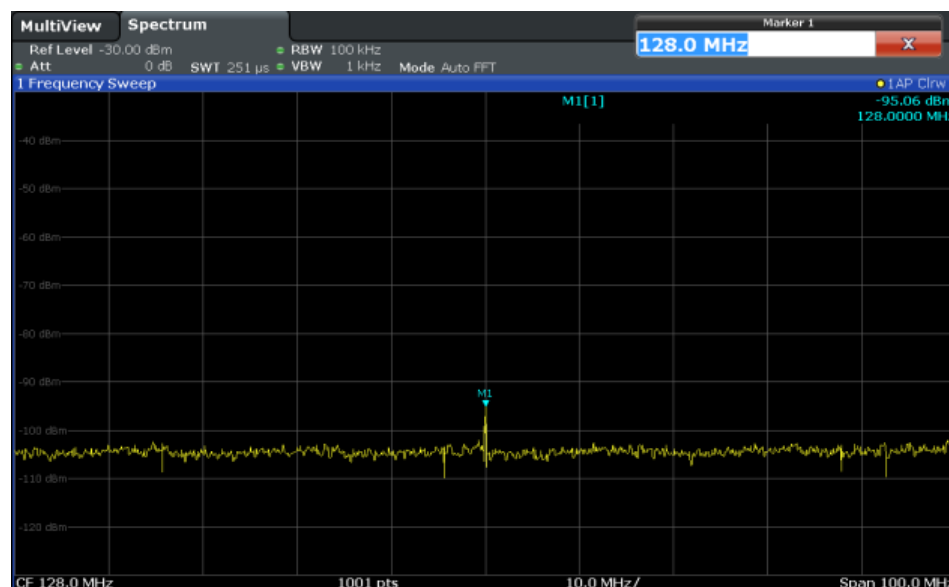 MultiView Spectrum Marker 1
Ref Level -30.00 dBm RBW 100 kHz 128.0 MHz X
Att 0 dB SWT 251 µs VBW 1 kHz Mode Auto FFT
1 Frequency Sweep 1AP Clrw
M1[1] -95.06 dBm
128.0000 MH
-40 dBm
-50 dBm
-60 dBm
-70 dBm
-80 dBm
-90 dBm
M1
-100 dBm
-110 dBm
-120 dBm
CF 128.0 MHz 1001 pts 10.0 MHz/ Span 100.0 MH